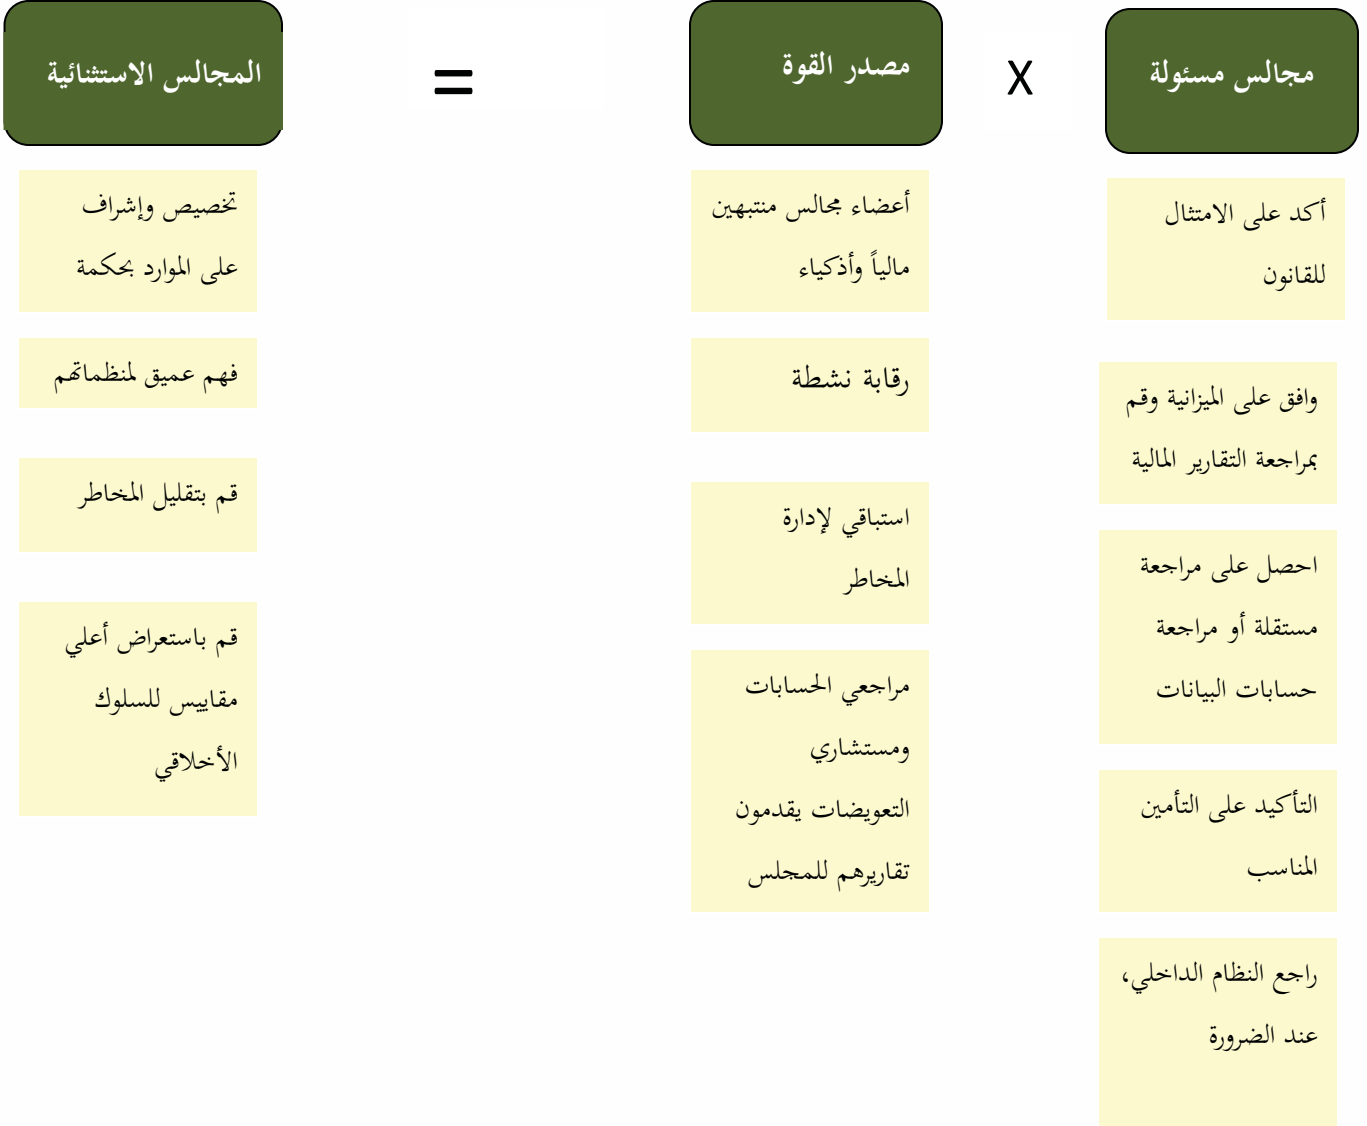 مجالس مسئولة
X
مصدر القوة
=
المجالس الاستثنائية
أكد على الامتثال
للقانون
وافق على الميزانية وقم
بمراجعة التقارير المالية
احصل على مراجعة
مستقلة أو مراجعة
حسابات البيانات
التأكيد على التأمين
المناسب
راجع النظام الداخلي،
عند الضرورة
أعضاء مجالس منتبهين
مالياً وأذكياء
رقابة نشطة
استباقي لإدارة
المخاطر
مراجعي الحسابات
ومستشاري
التعويضات يقدمون
تقاريرهم للمجلس
تخصيص وإشراف
على الموارد بحكمة
فهم عميق لمنظماتهم
قم بتقليل المخاطر
قم باستعراض أعلي
مقاييس للسلوك
الأخلاقي